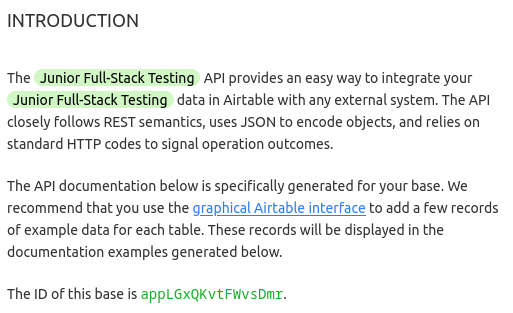 INTRODUCTION
The Junior Full-Stack Testing API provides an easy way to integrate your
Junior Full-Stack Testing data in Airtable with any external system. The API
closely follows REST semantics, uses JSON to encode objects, and relies on
standard HTTP codes to signal operation outcomes.
The API documentation below is specifically generated for your base. We
recommend that you use the graphical Airtable interface to add a few records
of example data for each table. These records will be displayed in the
documentation examples generated below.
The ID of this base is appLGxQKvtFWvsDmr.